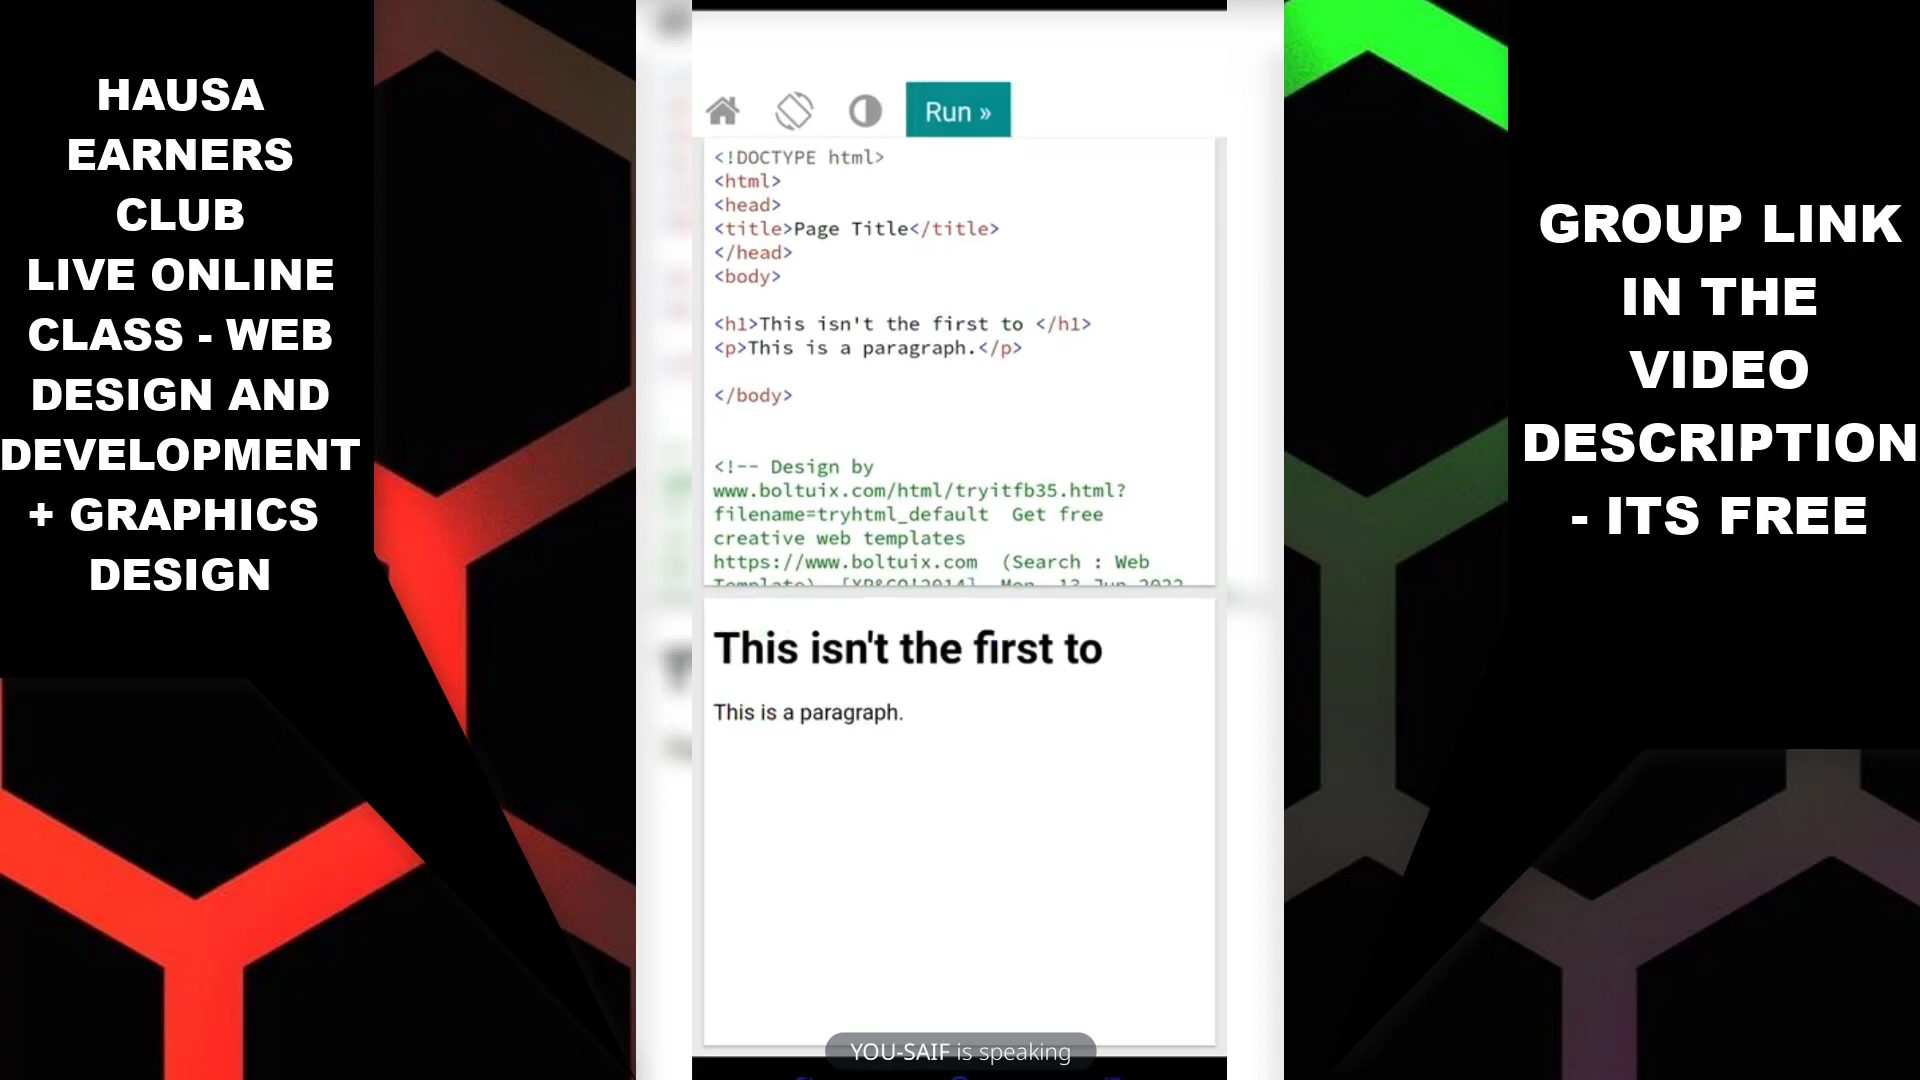 HAUSA
EARNERS
CLUB
LIVE ONLINE
CLASS - WEB
DESIGN AND
DEVELOPMENT
+ GRAPHICS
DESIGN
Run »
<!DOCTYPE html>
<html>
<head>
<title>Page Title</title>
</head>
<body>
<h1>This isn't the first to </h1>
<p>This is a paragraph.</p>
</body>
<!-- Design by
www.boltuix.com/html/tryitfb35.html?
filename=tryhtml_default  Get free
creative web templates
https://www.boltuix.com  (Search : Web
This isn't the first to
This is a paragraph.
YOU-SAIF is speaking
GROUP LINK
IN THE
VIDEO
DESCRIPTION
- ITS FREE